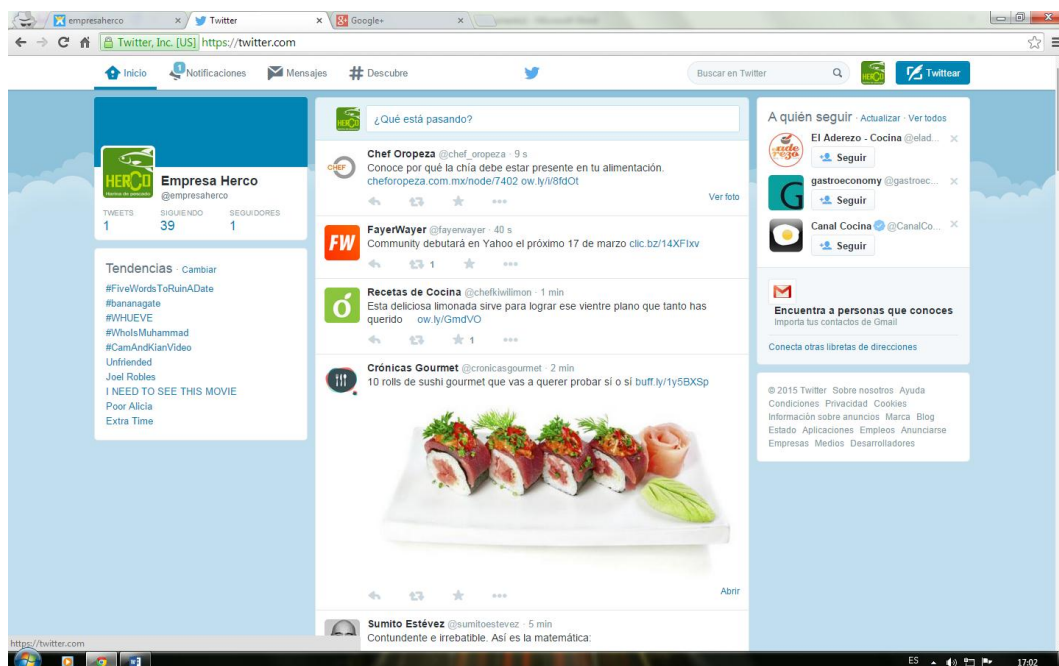 empresaherco
Twitter
Google+
Twitter, Inc. [US] https://twitter.com
Inicio
1
Notificaciones
Mensajes
Descubre
Buscar en Twitter
Twittear
HERCO
Empresa Herco
@empresaherco
TWEETS SIGUIENDO SEGUIDORES
1 39 1
Tendencias · Cambiar
#FiveWordsToRuinADate
#bananagate
#WHUEVE
#WhoIsMuhammad
#CamAndKianVideo
Unfriended
Joel Robles
I NEED TO SEE THIS MOVIE
Poor Alicia
Extra Time
¿Qué está pasando?
CHEF
Chef Oropeza @chef_oropeza · 9 s
Conoce por qué la chía debe estar presente en tu alimentación.
cheforopeza.com.mx/node/7402 ow.ly/i/8fdOt
Ver foto
FW
FayerWayer @fayerwayer · 40 s
Community debutará en Yahoo el próximo 17 de marzo clic.bz/14XFIxv
1
Recetas de Cocina @chefkiwilimon · 1 min
Esta deliciosa limonada sirve para lograr ese vientre plano que tanto has
querido ow.ly/GmdVO
1
Crónicas Gourmet @cronicasgourmet · 2 min
10 rolls de sushi gourmet que vas a querer probar sí o sí buff.ly/1y5BXSp
Abrir
Sumito Estévez @sumitoestevez · 5 min
Contundente e irrebatible. Así es la matemática:
A quién seguir · Actualizar · Ver todos
El Aderezo - Cocina @elad...
Seguir
gastroeconomy @gastroec...
Seguir
Canal Cocina @CanalCo...
Seguir
Encuentra a personas que conoces
Importa tus contactos de Gmail
Conecta otras libretas de direcciones
© 2015 Twitter Sobre nosotros Ayuda
Condiciones Privacidad Cookies
Información sobre anuncios Marca Blog
Estado Aplicaciones Empleos Anunciarse
Empresas Medios Desarrolladores
https://twitter.com
ES
17:02